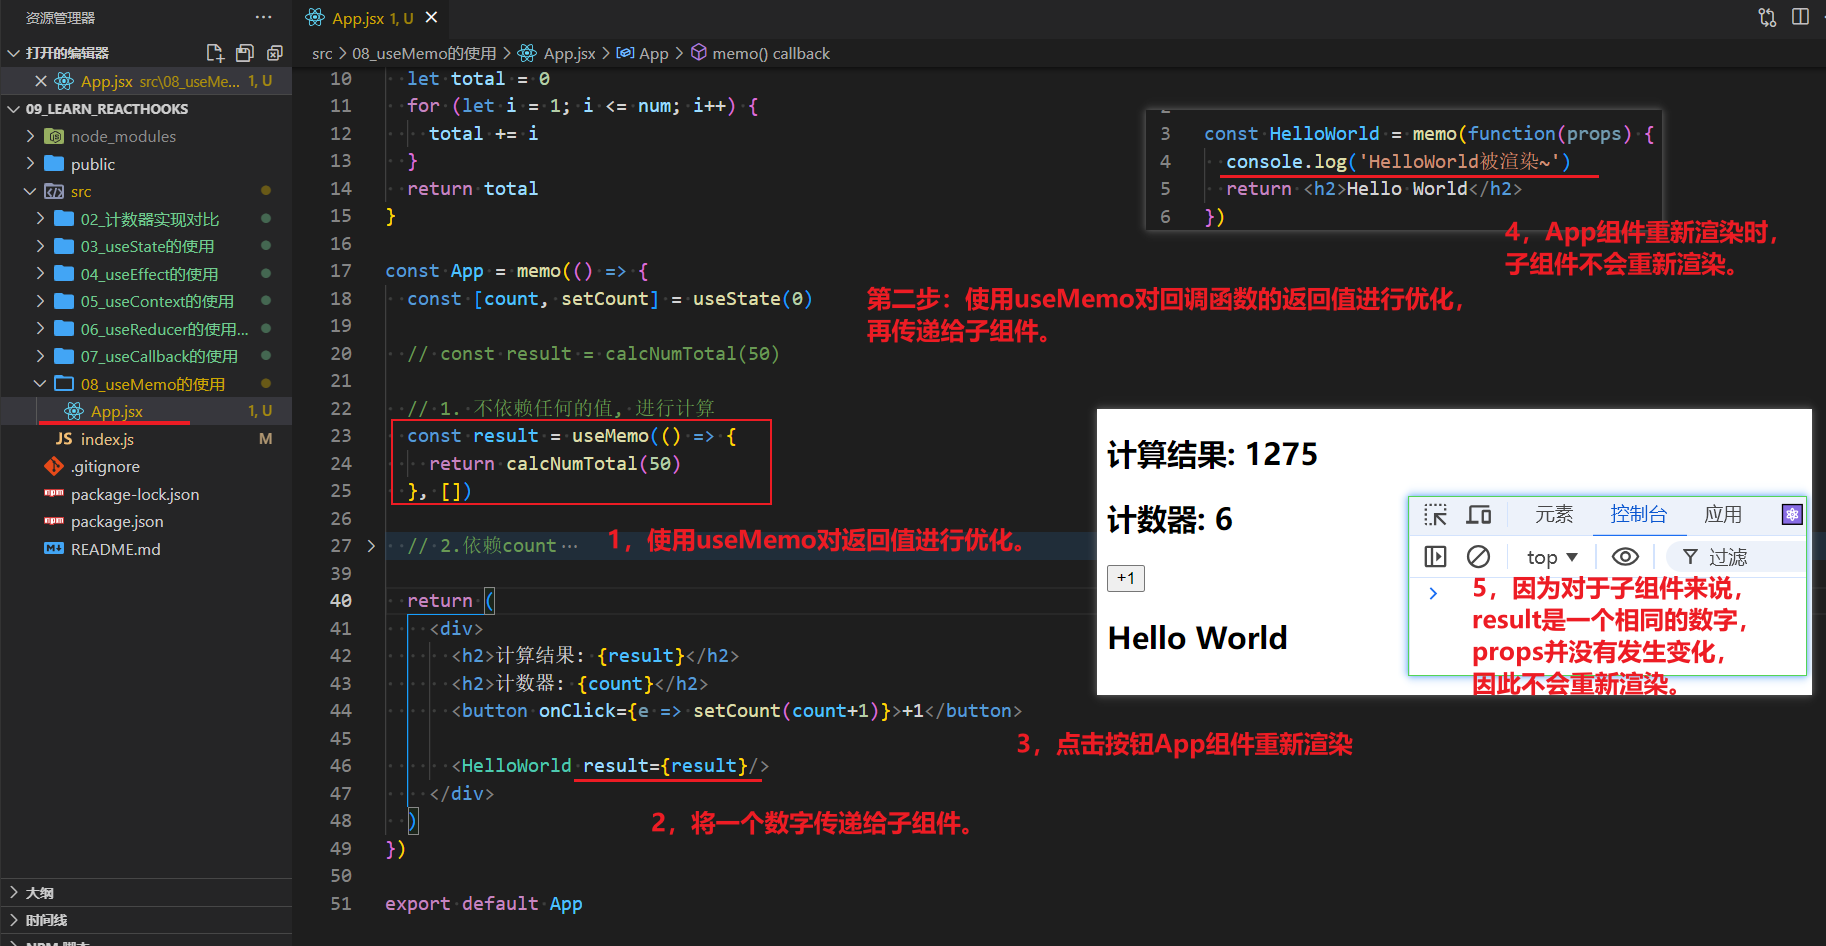 资源管理器
打开的编辑器
App.jsx src\08_useMe... 1, U
09_LEARN_REACTHOOKS
node_modules
public
src
02_计数器实现对比
03_useState的使用
04_useEffect的使用
05_useContext的使用
06_useReducer的使用...
07_useCallback的使用
08_useMemo的使用
App.jsx 1, U
JS index.js M
.gitignore
npm package-lock.json
npm package.json
README.md
大纲
时间线
NPM 脚本
App.jsx 1, U
src > 08_useMemo的使用 > App.jsx > App > memo() callback
10 let total = 0
11 for (let i = 1; i <= num; i++) {
12 total += i
13 }
14 return total
15 }
16
17 const App = memo(() => {
18 const [count, setCount] = useState(0)
19
20 // const result = calcNumTotal(50)
21
22 // 1. 不依赖任何的值, 进行计算
23 const result = useMemo(() => {
24 return calcNumTotal(50)
25 }, [])
26
27 // 2.依赖count…
39
40 return (
41 <div>
42 <h2>计算结果: {result}</h2>
43 <h2>计数器: {count}</h2>
44 <button onClick={e => setCount(count+1)}>+1</button>
45
46 <HelloWorld result={result}/>
47 </div>
48 )
49 })
50
51 export default App
3 const HelloWorld = memo(function(props) {
4 console.log('HelloWorld被渲染~')
5 return <h2>Hello World</h2>
6 })
4，App组件重新渲染时，
子组件不会重新渲染。
第二步：使用useMemo对回调函数的返回值进行优化，
再传递给子组件。
1，使用useMemo对返回值进行优化。
计算结果: 1275
计数器: 6
+1
Hello World
元素 控制台 应用
top ▼ 过滤
5，因为对于子组件来说，
result是一个相同的数字，
props并没有发生变化，
因此不会重新渲染。
3，点击按钮App组件重新渲染
2，将一个数字传递给子组件。